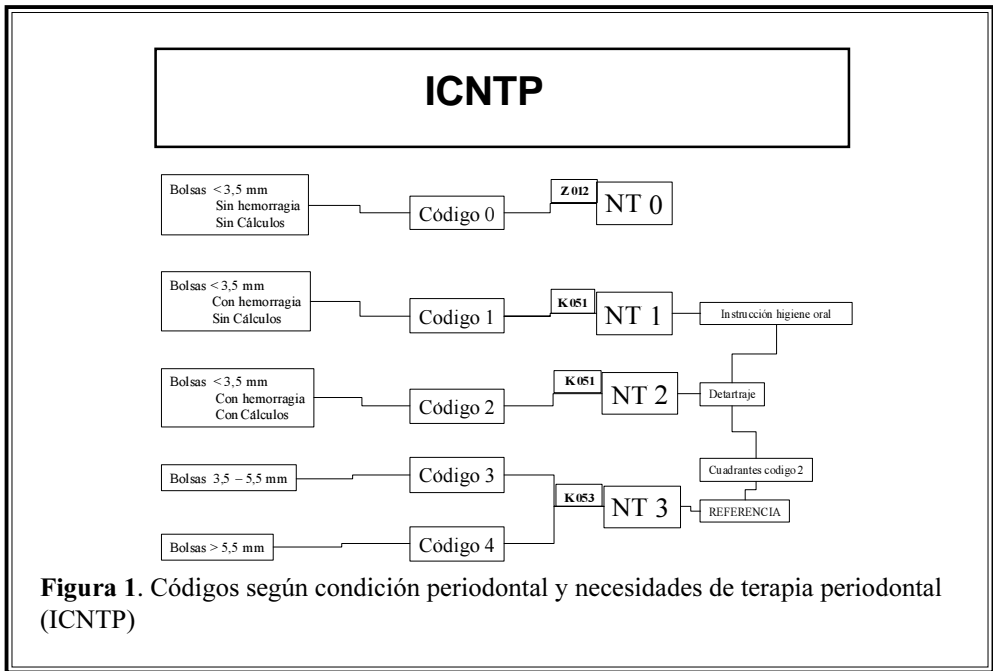 ICNTP
Bolsas < 3,5 mm
Sin hemorragia
Sin Cálculos
Código 0
Z 012
NT 0
Bolsas < 3,5 mm
Con hemorragia
Sin Cálculos
Código 1
K 051
NT 1
Instrucción higiene oral
Bolsas < 3,5 mm
Con hemorragia
Con Cálculos
Código 2
K 051
NT 2
Detartraje
Bolsas 3,5 – 5,5 mm
Código 3
K 053
NT 3
Cuadrantes codigo 2
REFERENCIA
Bolsas > 5,5 mm
Código 4
Figura 1. Códigos según condición periodontal y necesidades de terapia periodontal
(ICNTP)